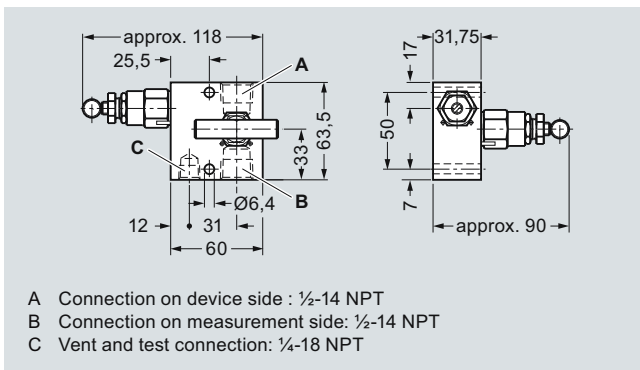 approx. 118
25,5
A
31,75
17
63,5
33
50
C
Ø6,4
B
12
31
60
7
approx. 90
A Connection on device side : ½-14 NPT
B Connection on measurement side: ½-14 NPT
C Vent and test connection: ¼-18 NPT